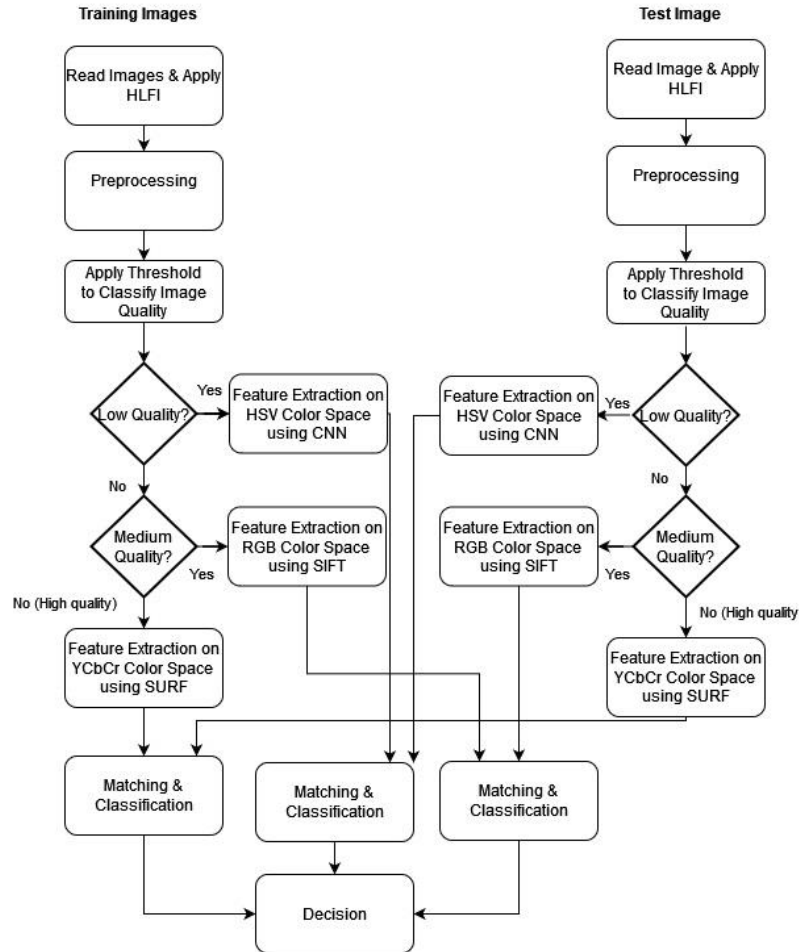 Training Images
Test Image
Read Images & Apply
HLFI
Read Image & Apply
HLFI
Preprocessing
Preprocessing
Apply Threshold
to Classify Image
Quality
Apply Threshold
to Classify Image
Quality
Low Quality?
Yes
Feature Extraction on
HSV Color Space
using CNN
Feature Extraction on
HSV Color Space
using CNN
Yes
Low Quality?
No
No
Medium
Quality?
Yes
Feature Extraction on
RGB Color Space
using SIFT
Feature Extraction on
RGB Color Space
using SIFT
Yes
Medium
Quality?
No (High quality)
No (High quality
Feature Extraction on
YCbCr Color Space
using SURF
Feature Extraction on
YCbCr Color Space
using SURF
Matching &
Classification
Matching &
Classification
Matching &
Classification
Decision